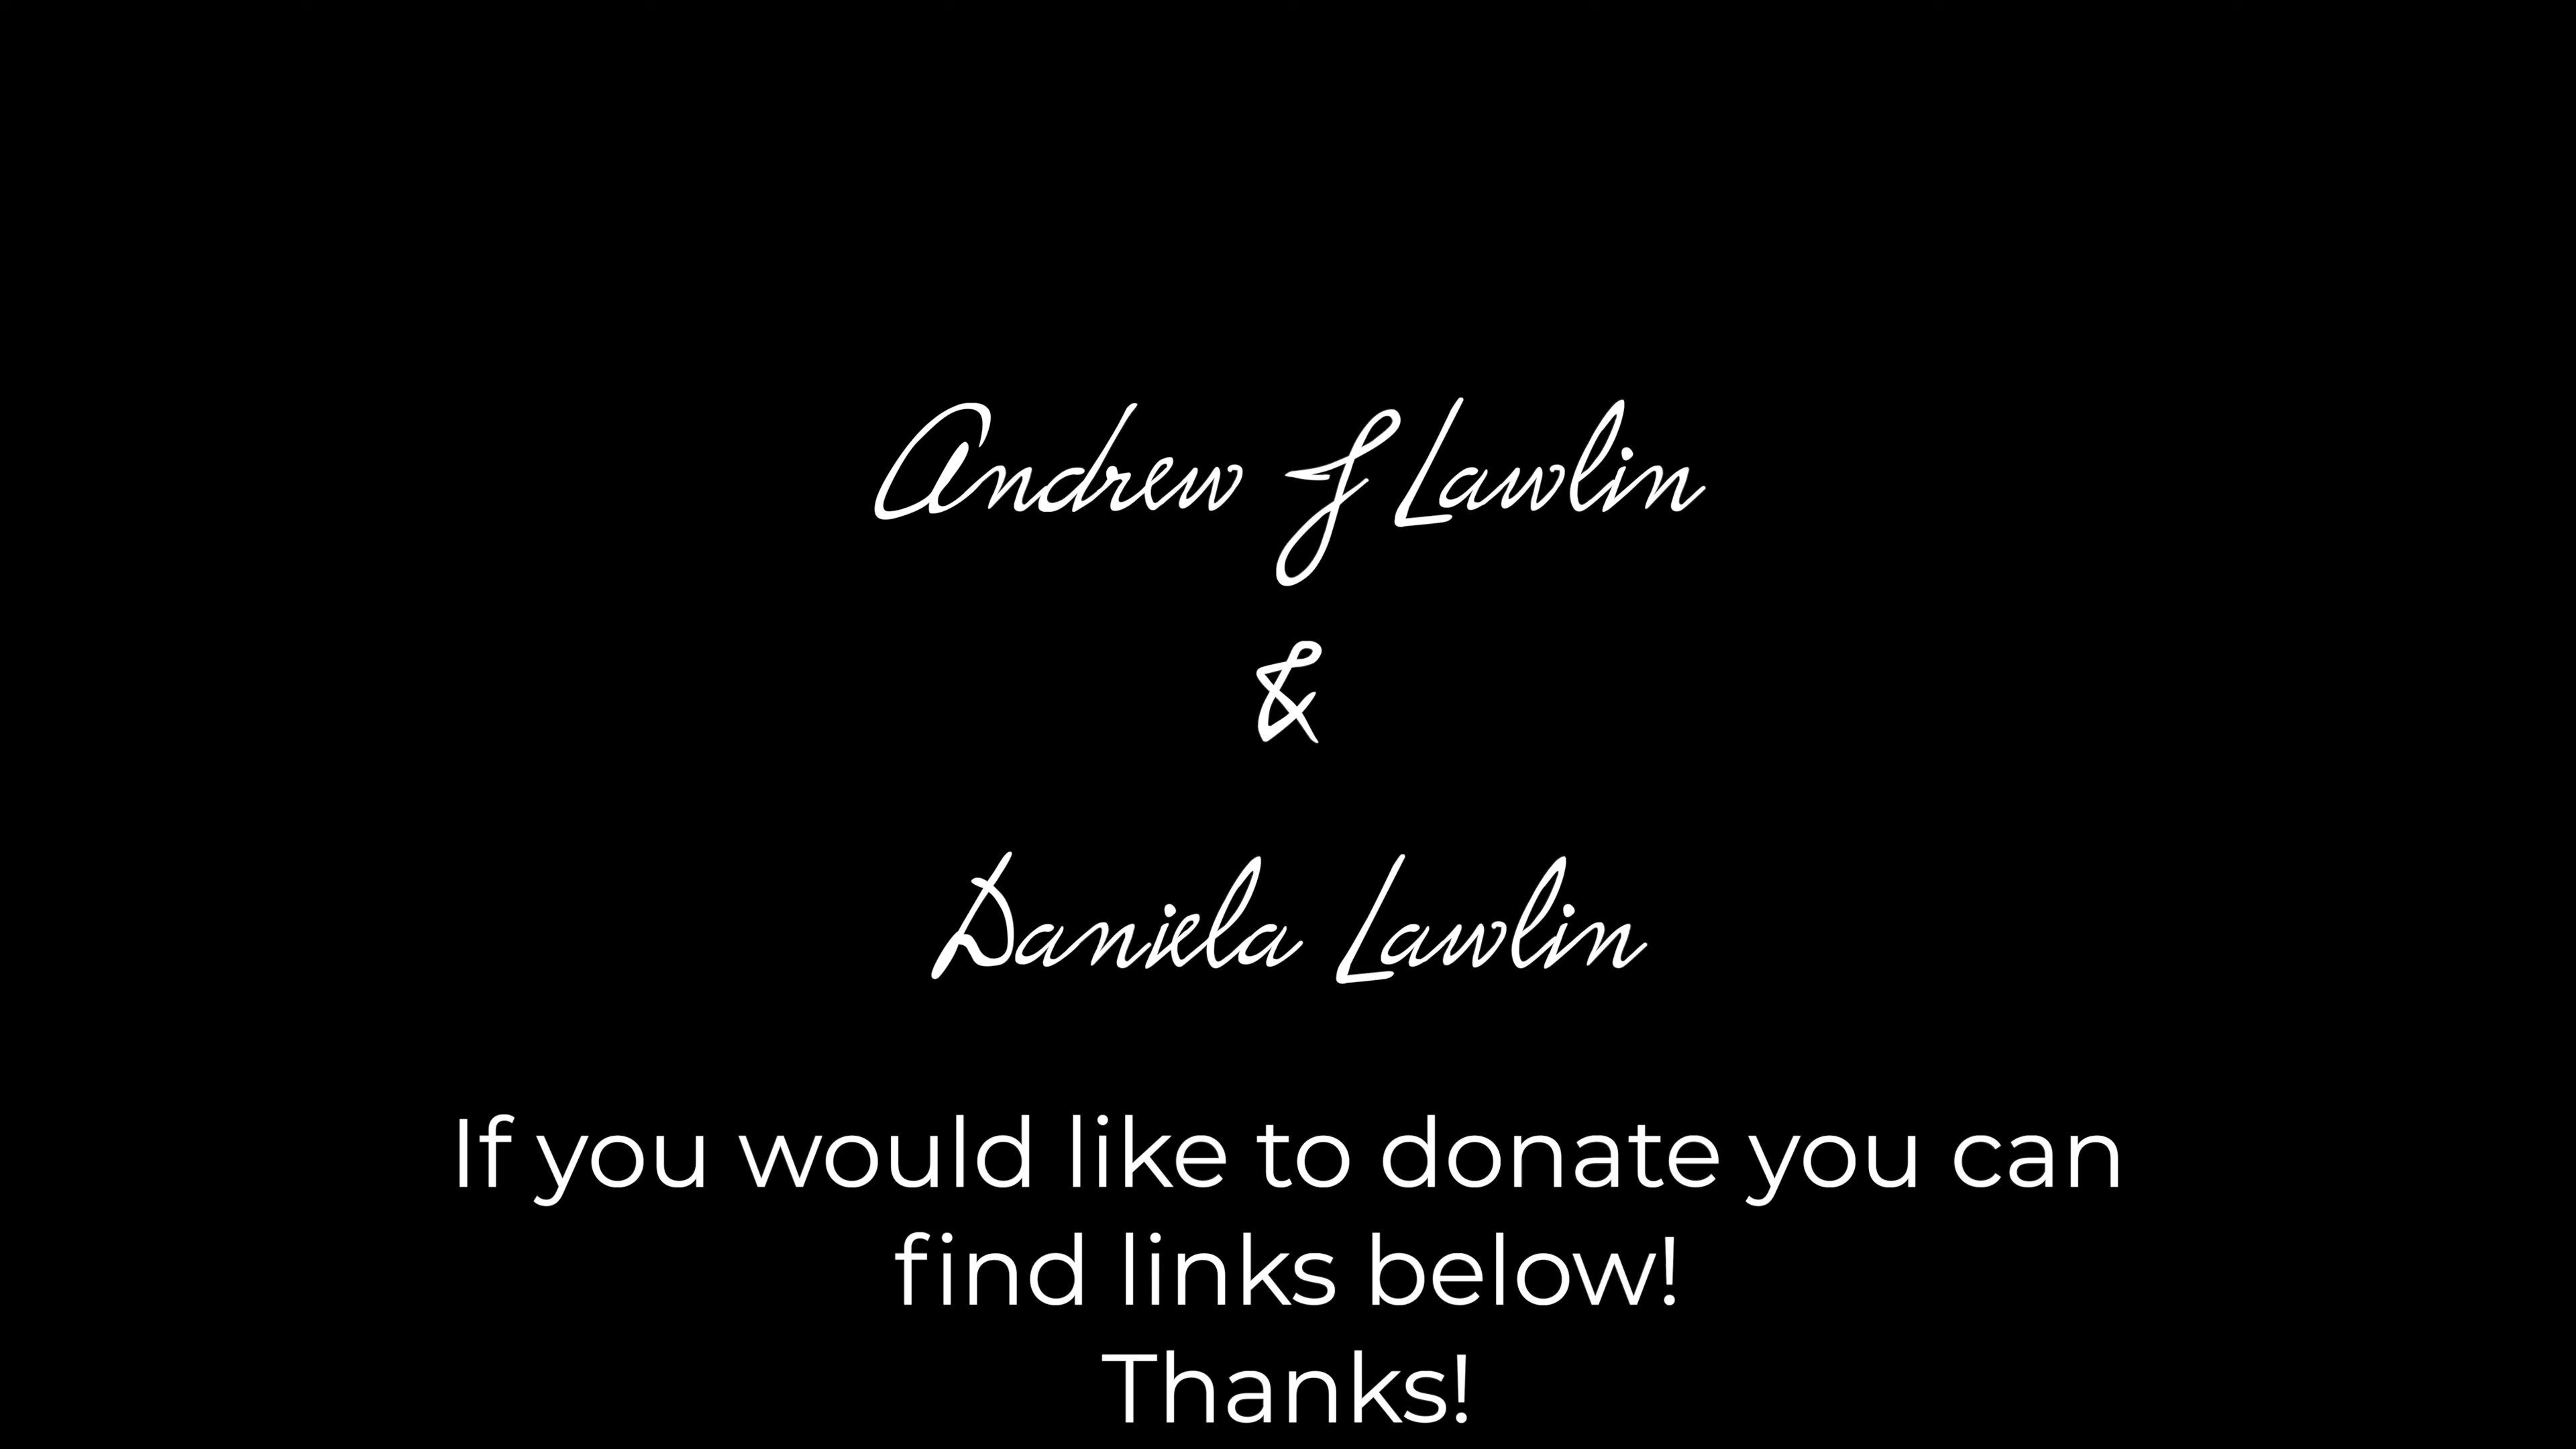 Andrew J Lawlin
&
Daniela Lawlin
If you would like to donate you can
find links below!
Thanks!